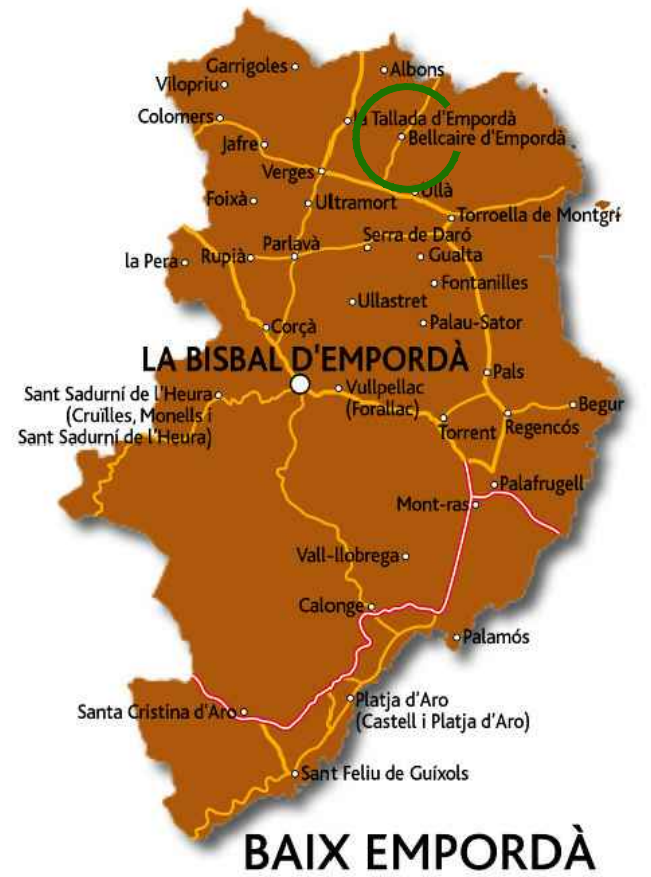 Garrigoles
Albons
Vilopriu
Colomers
la Tallada d'Empordà
Bellcaire d'Empordà
Jafre
Verges
Ullà
Foixà
Ultramort
Torroella de Montgrí
Serra de Daró
Parlavà
Rupià
Gualta
la Pera
Fontanilles
Ullastret
Palau-Sator
Corçà
LA BISBAL D'EMPORDÀ
Pals
Sant Sadurní de l'Heura
(Cruïlles, Monells i
Sant Sadurní de l'Heura)
Vullpellac
(Forallac)
Begur
Torrent
Regencós
Palafrugell
Mont-ras
Vall-llobrega
Calonge
Palamós
Platja d'Aro
(Castell i Platja d'Aro)
Santa Cristina d'Aro
Sant Feliu de Guíxols
BAIX EMPORDÀ